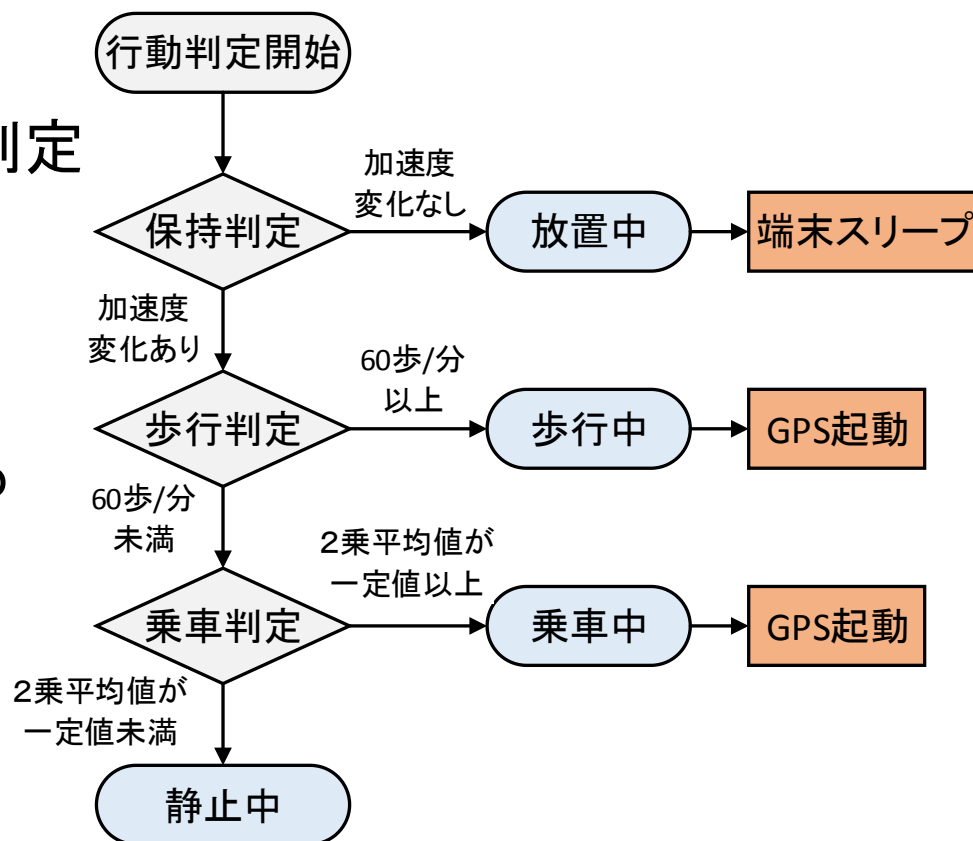 行動判定開始
判定
加速度
変化なし
保持判定
放置中
端末スリープ
加速度
変化あり
60歩/分
以上
歩行判定
歩行中
GPS起動
60歩/分
未満
2乗平均値が
一定値以上
乗車判定
乗車中
GPS起動
2乗平均値が
一定値未満
静止中